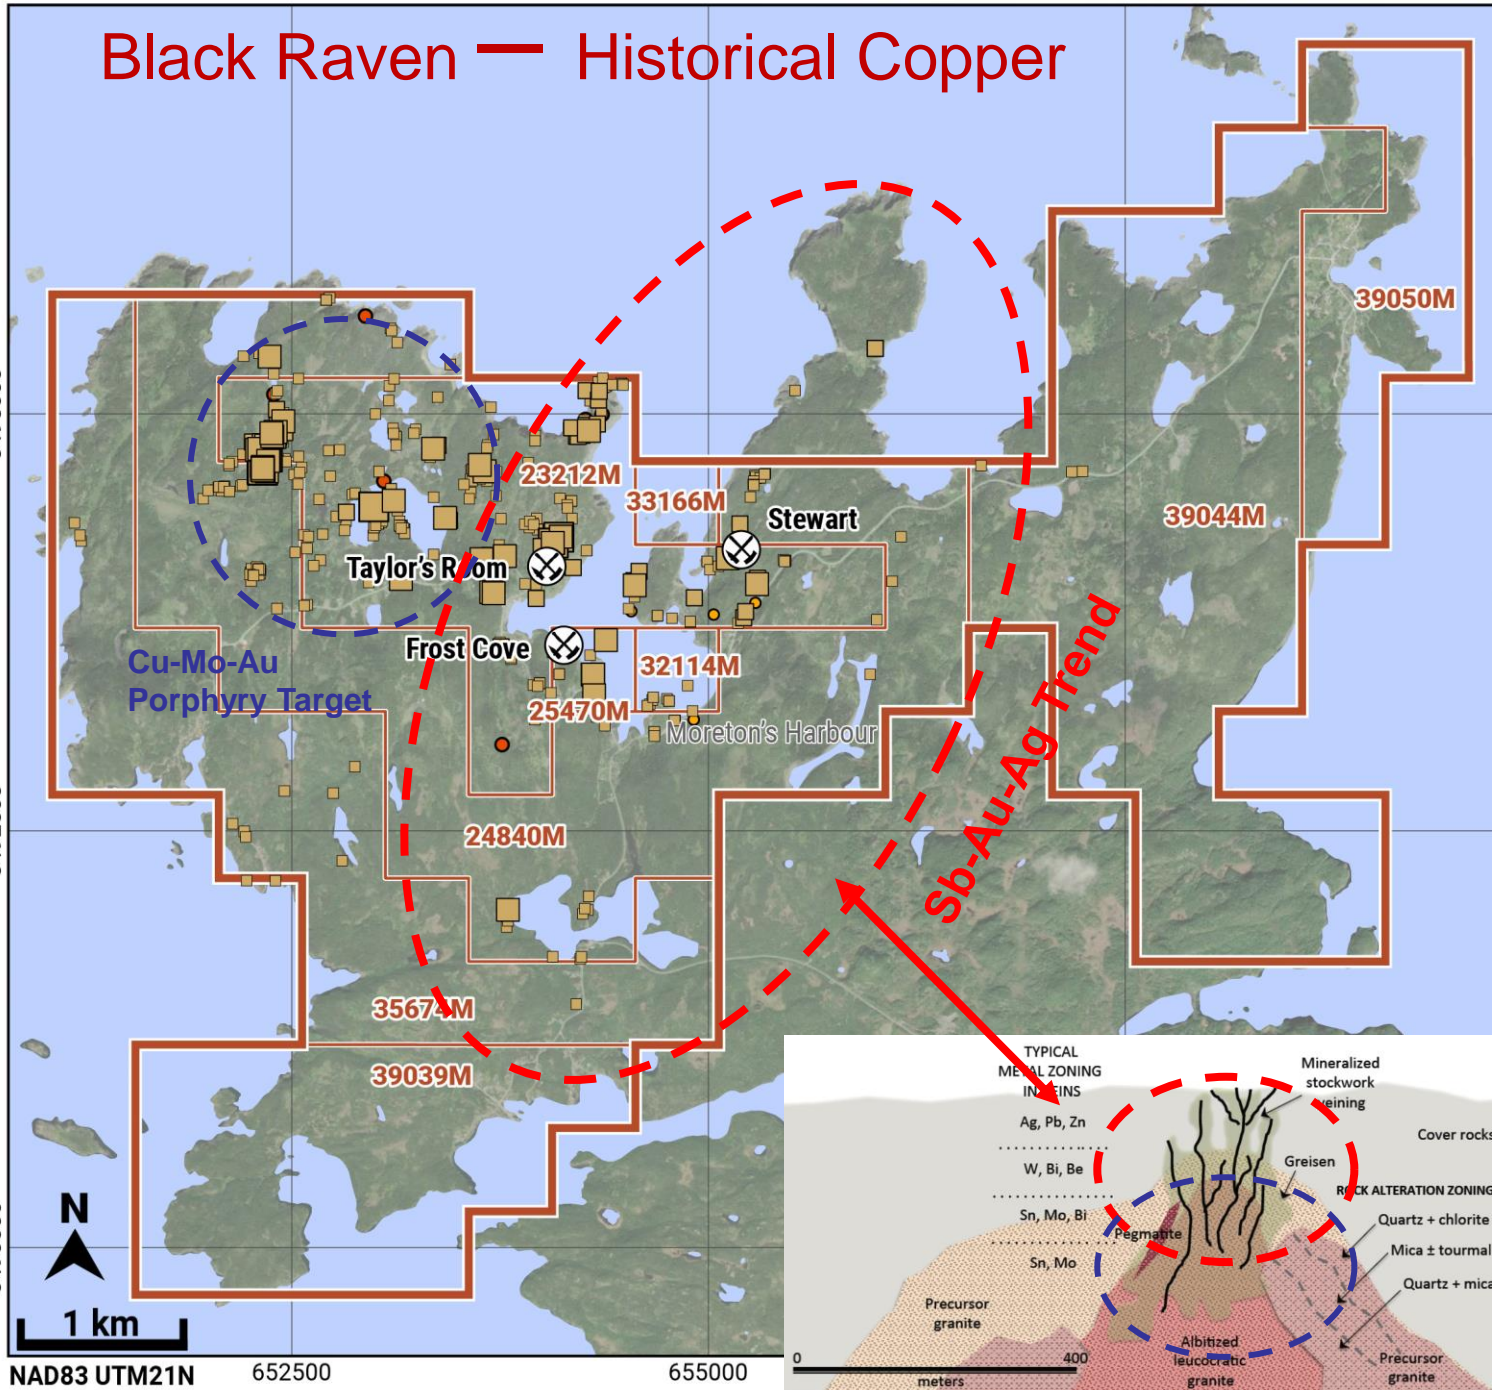 Black Raven — Historical Copper
39050M
23212M
33166M
39044M
Stewart
Taylor's Room
Frost Cove
Cu-Mo-Au
Porphyry Target
32114M
25470M
Moreton's Harbour
Sb-Au-Ag Trend
24840M
35674M
39039M
N
1 km
NAD83 UTM21N
652500
655000
TYPICAL
METAL ZONING
IN VEINS
Ag, Pb, Zn
W, Bi, Be
Sn, Mo, Bi
Sn, Mo
Mineralized
stockwork
veining
Cover rocks
Greisen
ROCK ALTERATION ZONING
Quartz + chlorite
Mica ± tourmal
Quartz + mica
Pegmatite
Precursor
granite
Albitized
leucocratic
granite
Precursor
granite
0
400
meters